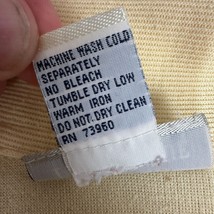 MACHINE WASH COLD
SEPARATELY
NO BLEACH
TUMBLE DRY LOW
WARM IRON
DO NOT DRY CLEAN
RN 73960